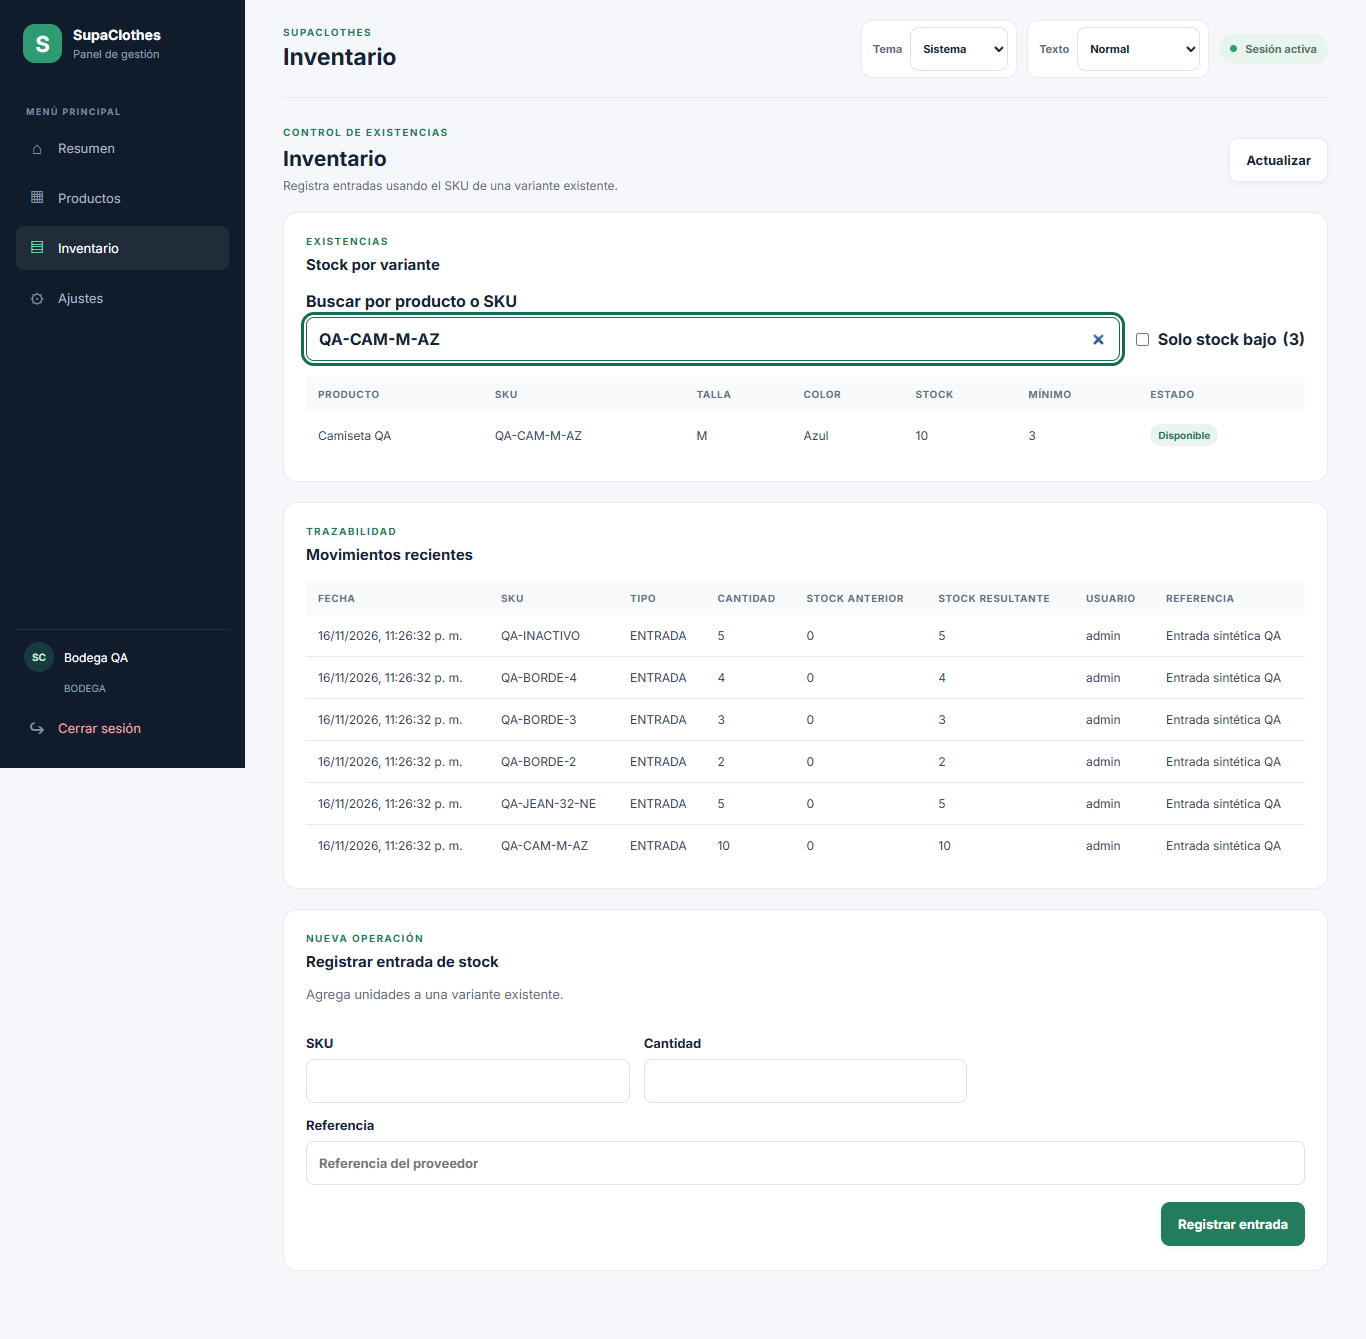 S
SupaClothes
Panel de gestión
MENÚ PRINCIPAL
Resumen
Productos
Inventario
Ajustes
SC
Bodega QA
BODEGA
Cerrar sesión
SUPACLOTHES
Inventario
Tema Sistema Texto Normal Sesión activa
CONTROL DE EXISTENCIAS
Inventario
Registra entradas usando el SKU de una variante existente.
Actualizar
EXISTENCIAS
Stock por variante
Buscar por producto o SKU
QA-CAM-M-AZ Solo stock bajo (3)
PRODUCTO SKU TALLA COLOR STOCK MÍNIMO ESTADO
Camiseta QA QA-CAM-M-AZ M Azul 10 3 Disponible
TRAZABILIDAD
Movimientos recientes
FECHA SKU TIPO CANTIDAD STOCK ANTERIOR STOCK RESULTANTE USUARIO REFERENCIA
16/11/2026, 11:26:32 p. m. QA-INACTIVO ENTRADA 5 0 5 admin Entrada sintética QA
16/11/2026, 11:26:32 p. m. QA-BORDE-4 ENTRADA 4 0 4 admin Entrada sintética QA
16/11/2026, 11:26:32 p. m. QA-BORDE-3 ENTRADA 3 0 3 admin Entrada sintética QA
16/11/2026, 11:26:32 p. m. QA-BORDE-2 ENTRADA 2 0 2 admin Entrada sintética QA
16/11/2026, 11:26:32 p. m. QA-JEAN-32-NE ENTRADA 5 0 5 admin Entrada sintética QA
16/11/2026, 11:26:32 p. m. QA-CAM-M-AZ ENTRADA 10 0 10 admin Entrada sintética QA
NUEVA OPERACIÓN
Registrar entrada de stock
Agrega unidades a una variante existente.
SKU Cantidad
Referencia
Referencia del proveedor
Registrar entrada